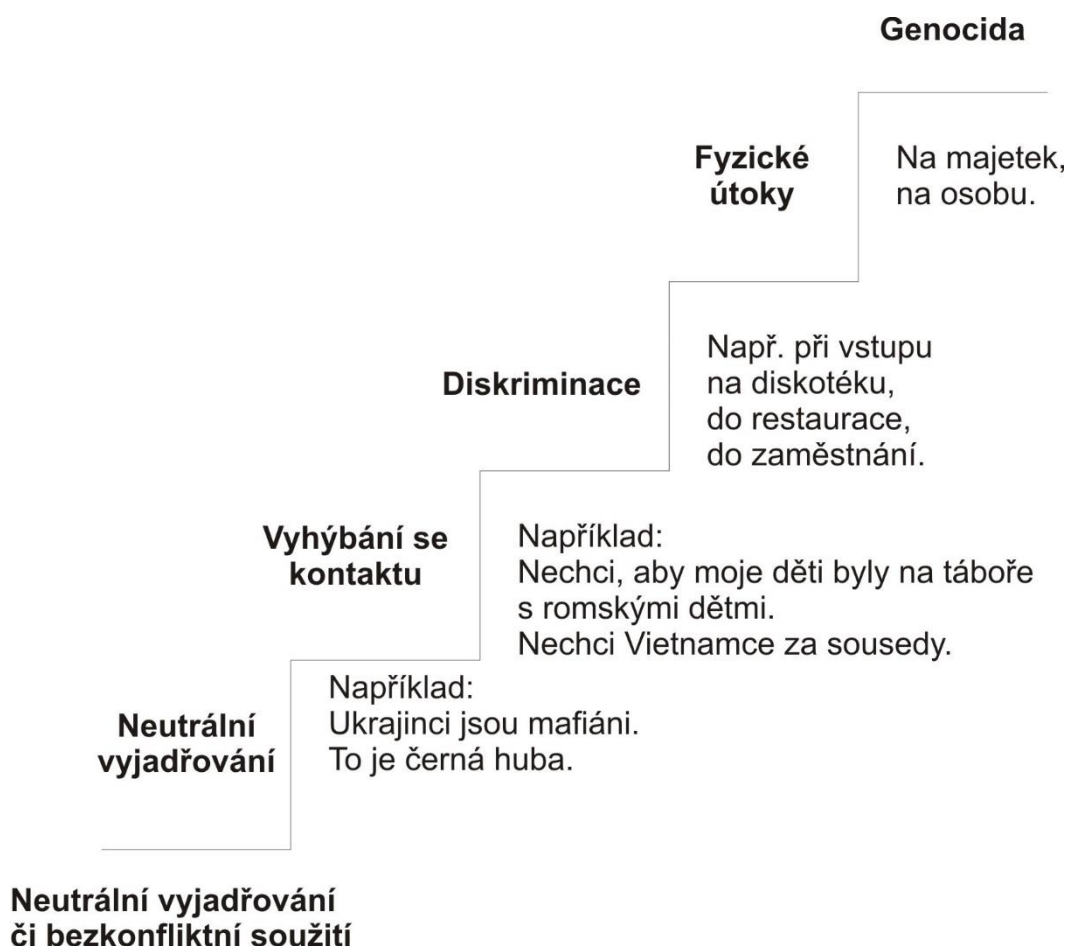 Genocida
Fyzické
útoky
Na majetek,
na osobu.
Diskriminace
Např. při vstupu
na diskotéku,
do restaurace,
do zaměstnání.
Vyhýbání se
kontaktu
Například:
Nechci, aby moje děti byly na táboře
s romskými dětmi.
Nechci Vietnamce za sousedy.
Neutrální
vyjadřování
Například:
Ukrajinci jsou mafiáni.
To je černá huba.
Neutrální vyjadřování
či bezkonfliktní soužití